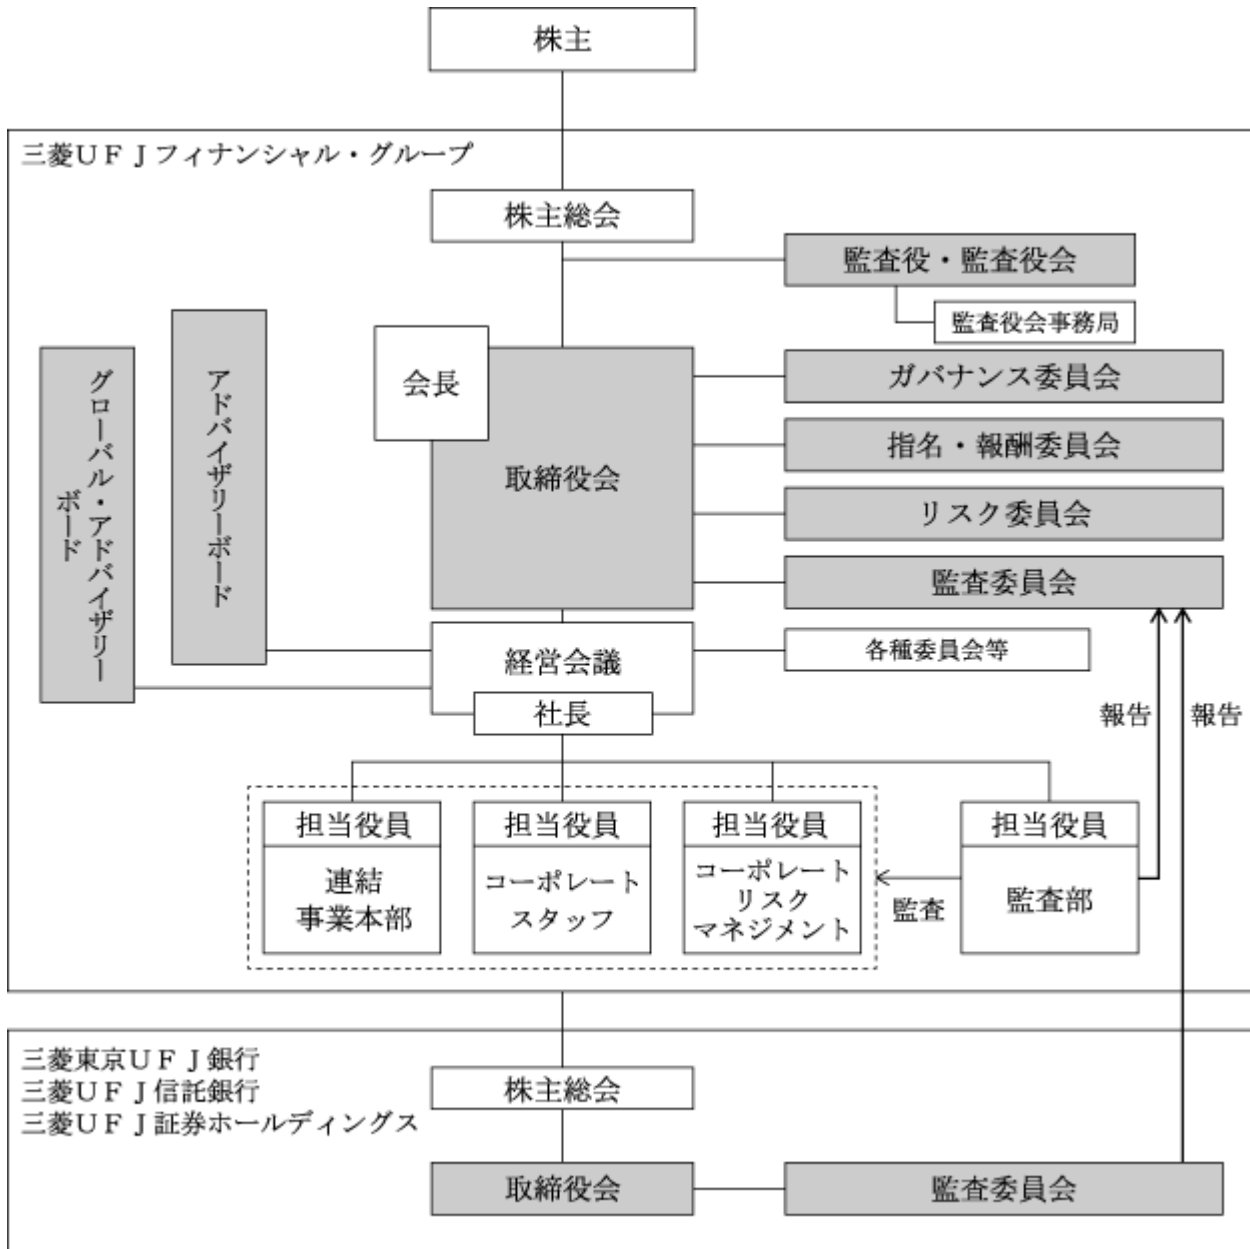 株主
三菱UFJフィナンシャル・グループ
株主総会
監査役・監査役会
監査役会事務局
会長
取締役会
ガバナンス委員会
指名・報酬委員会
リスク委員会
監査委員会
グローバル・アドバイザリー
ボード
アドバイザリーボード
経営会議
各種委員会等
社長
報告
報告
担当役員
連結
事業本部
担当役員
コーポレート
スタッフ
担当役員
コーポレート
リスク
マネジメント
監査
担当役員
監査部
三菱東京UFJ銀行
三菱UFJ信託銀行
三菱UFJ証券ホールディングス
株主総会
取締役会
監査委員会